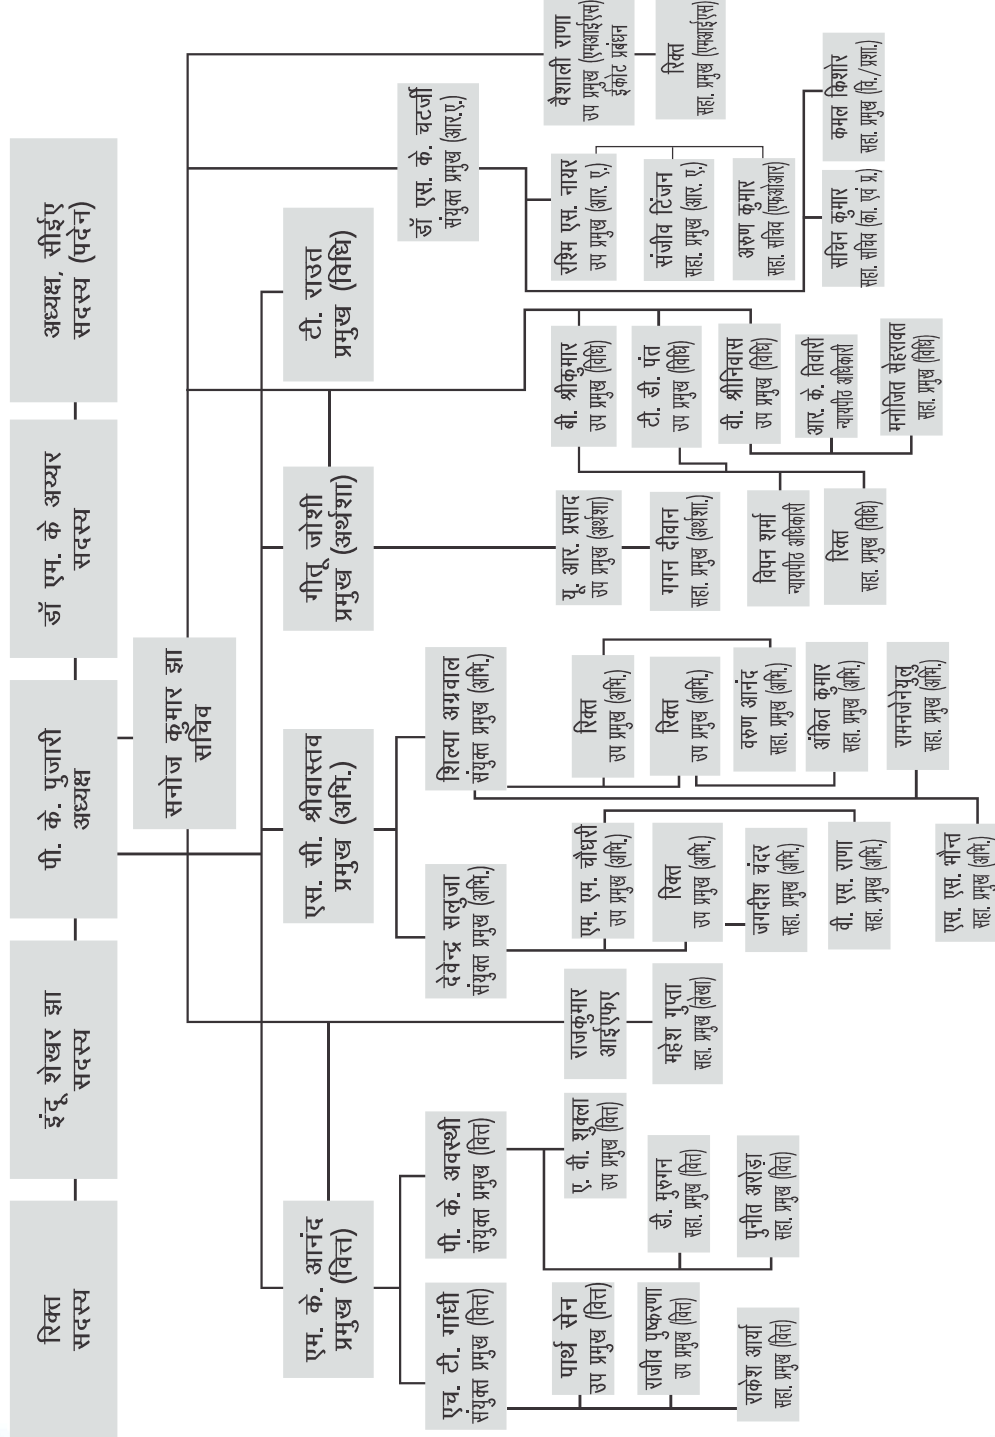 रिक्त
सदस्य
इंदू शेखर झा
सदस्य
पी. के. पुजारी
अध्यक्ष
डॉ एम. के अय्यर
सदस्य
अध्यक्ष, सीईए
सदस्य (पदेन)
सनोज कुमार झा
सचिव
एम. के. आनंद
प्रमुख (वित्त)
एस. सी. श्रीवास्तव
प्रमुख (अभि.)
गीतू जोशी
प्रमुख (अर्थशा)
टी. राउत
प्रमुख (विधि)
डॉ एस. के. चटर्जी
संयुक्त प्रमुख (आर.ए.)
एच. टी. गांधी
संयुक्त प्रमुख (वित्त)
पी. के. अवस्थी
संयुक्त प्रमुख (वित्त)
देवेन्द्र सलुजा
संयुक्त प्रमुख (अभि.)
शिल्पा अग्रवाल
संयुक्त प्रमुख (अभि.)
पार्थ सेन
उप प्रमुख (वित्त)
राजीव पुष्करणा
उप प्रमुख (वित्त)
राकेश आर्या
सहा. प्रमुख (वित्त)
ए. वी. शुक्ला
उप प्रमुख (वित्त)
डी. मुरुगन
सहा. प्रमुख (वित्त)
पुनीत अरोड़ा
सहा. प्रमुख (वित्त)
राजकुमार
आईएफए
महेश गुप्ता
सहा. प्रमुख (लेखा)
एम. एम. चौधरी
उप प्रमुख (अभि.)
रिक्त
उप प्रमुख (अभि.)
जगदीश चंदर
सहा. प्रमुख (अभि.)
वी. एस. राणा
सहा. प्रमुख (अभि.)
एस. एस. भौन्त
सहा. प्रमुख (अभि.)
रिक्त
उप प्रमुख (अभि.)
रिक्त
उप प्रमुख (अभि.)
वरुण आनंद
सहा. प्रमुख (अभि.)
अंकित कुमार
सहा. प्रमुख (अभि.)
रामनजेनेयुलु
सहा. प्रमुख (अभि.)
यू. आर. प्रसाद
उप प्रमुख (अर्थशा)
गगन दीवान
सहा. प्रमुख (अर्थशा.)
विपन शर्मा
न्यायपीठ अधिकारी
रिक्त
सहा. प्रमुख (विधि)
बी. श्रीकुमार
उप प्रमुख (विधि)
टी. डी. पंत
उप प्रमुख (विधि)
वी. श्रीनिवास
उप प्रमुख (विधि)
आर. के. तिवारी
न्यायपीठ अधिकारी
मनोजित सेहरावत
सहा. प्रमुख (विधि)
रश्मि एस. नायर
उप प्रमुख (आर. ए.)
संजीव टिंजन
सहा. प्रमुख (आर. ए.)
अरुण कुमार
सहा. सचिव (एफओआर)
सचिन कुमार
सहा. सचिव (का. एवं प्र.)
कमल किशोर
सहा. प्रमुख (वि./प्रशा.)
वैशाली राणा
उप प्रमुख (एमआईएस)
ईकोट प्रबंधन
रिक्त
सहा. प्रमुख (एमआईएस)